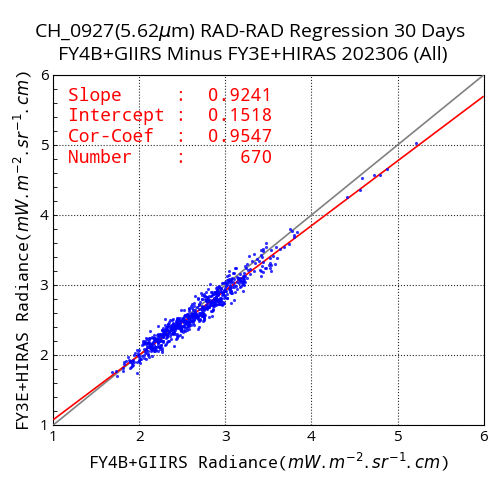 CH_0927(5.62μm) RAD-RAD Regression 30 Days
FY4B+GIIRS Minus FY3E+HIRAS 202306 (All)
Slope : 0.9241
Intercept : 0.1518
Cor-Coef : 0.9547
Number : 670
FY3E+HIRAS Radiance(mW.m⁻².sr⁻¹.cm)
6
5
4
3
2
1
1 2 3 4 5 6
FY4B+GIIRS Radiance(mW.m⁻².sr⁻¹.cm)